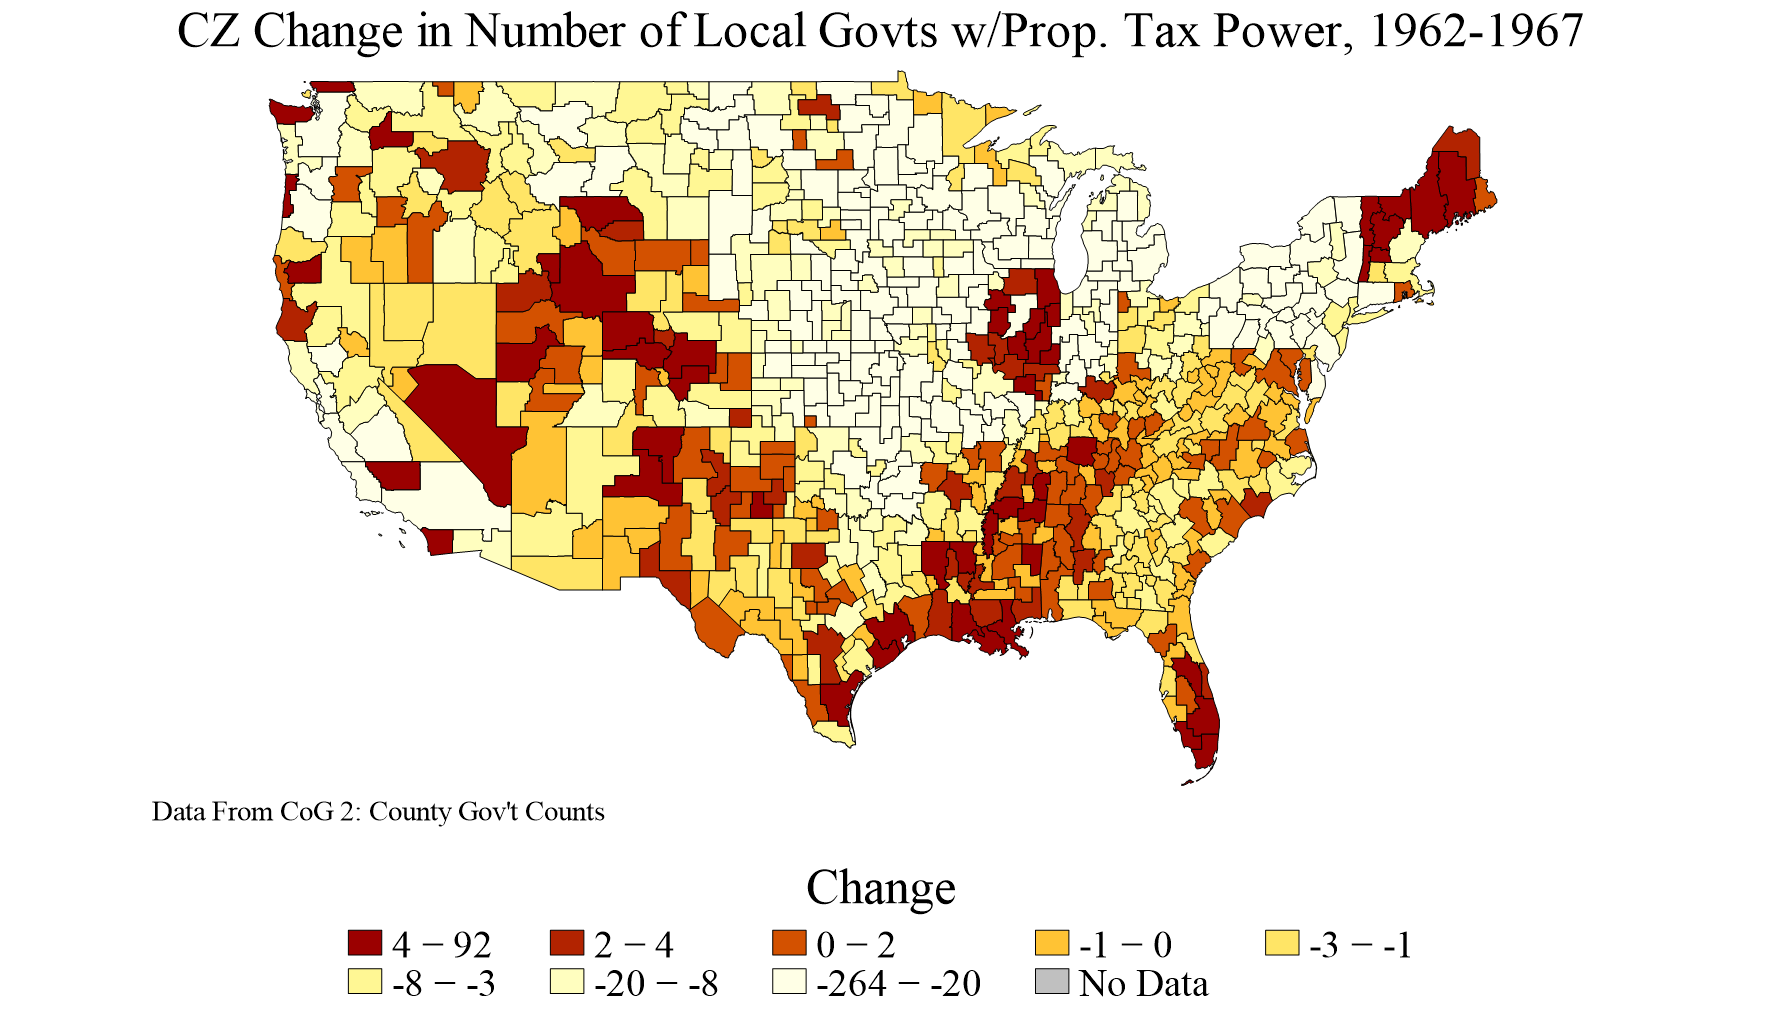 CZ Change in Number of Local Govts w/Prop. Tax Power, 1962-1967
Data From CoG 2: County Gov't Counts
Change
4 − 92 2 − 4 0 − 2 -1 − 0 -3 − -1
-8 − -3 -20 − -8 -264 − -20 No Data